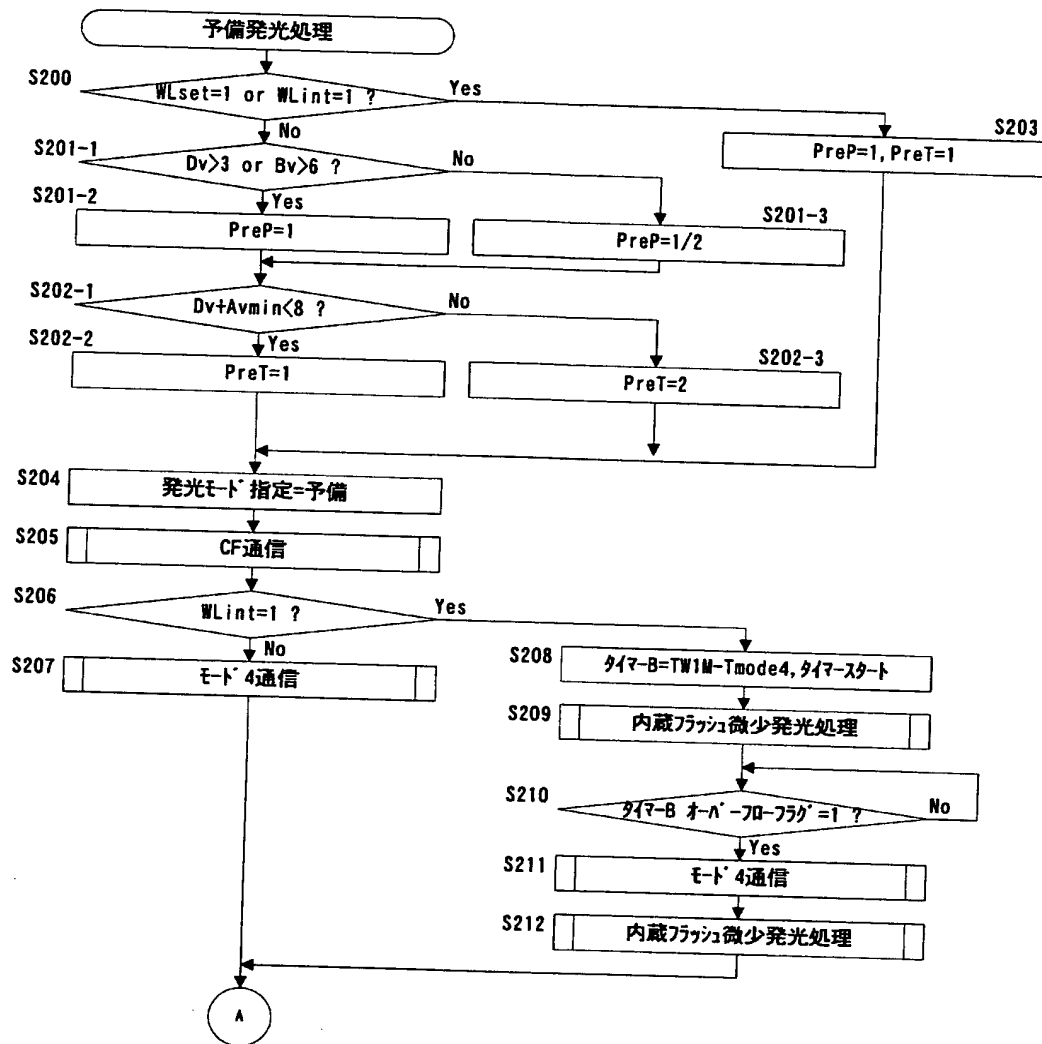 予備発光処理
S200
WLset=1 or WLint=1 ?
Yes
No
S203
PreP=1, PreT=1
S201-1
Dv>3 or Bv>6 ?
No
Yes
S201-2
PreP=1
S201-3
PreP=1/2
S202-1
Dv+Avmin<8 ?
No
Yes
S202-2
PreT=1
S202-3
PreT=2
S204
発光ﾓｰﾄﾞ指定=予備
S205
CF通信
S206
WLint=1 ?
Yes
No
S207
ﾓｰﾄﾞ4通信
S208
ﾀｲﾏｰB=TW1M-Tmode4, ﾀｲﾏｰｽﾀｰﾄ
S209
内蔵ﾌﾗｯｼｭ微少発光処理
S210
ﾀｲﾏｰB ｵｰﾊﾞｰﾌﾛｰﾌﾗｸﾞ=1 ?
No
Yes
S211
ﾓｰﾄﾞ4通信
S212
内蔵ﾌﾗｯｼｭ微少発光処理
A